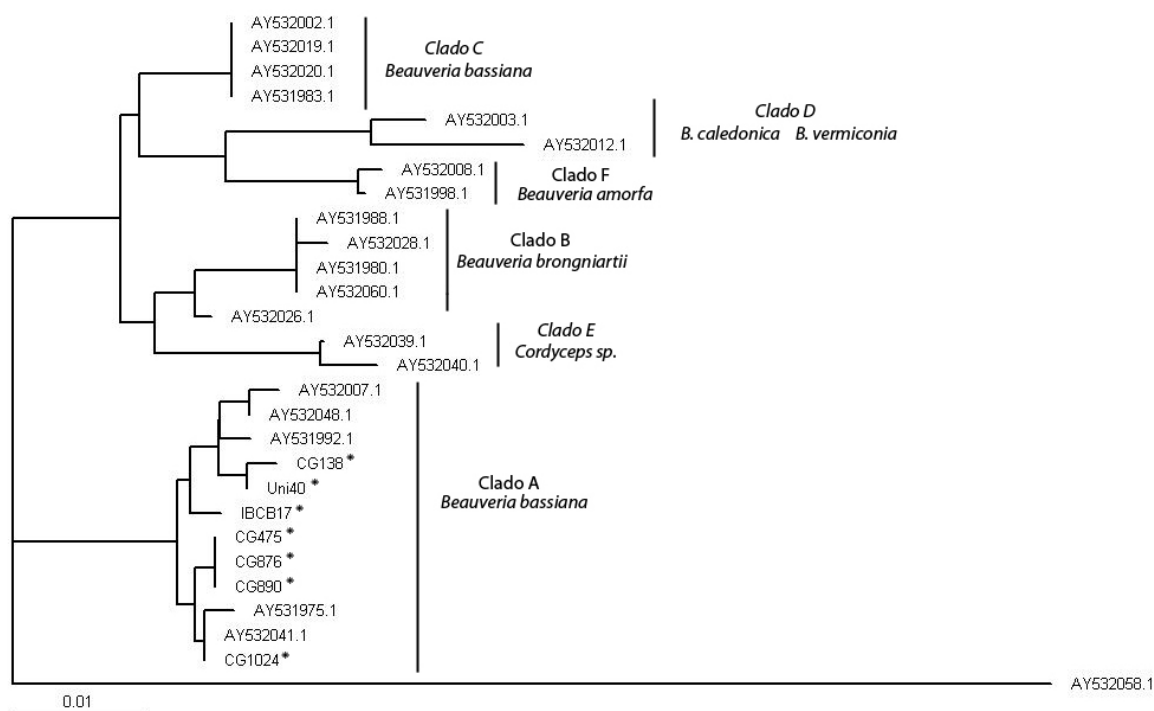 AY532002.1
AY532019.1
AY532020.1
AY531983.1
Clado C
Beauveria bassiana
AY532003.1
AY532012.1
Clado D
B. caledonica B. vermiconia
AY532008.1
AY531998.1
Clado F
Beauveria amorfa
AY531988.1
AY532028.1
AY531980.1
AY532060.1
AY532026.1
Clado B
Beauveria brongniartii
AY532039.1
AY532040.1
Clado E
Cordyceps sp.
AY532007.1
AY532048.1
AY531992.1
CG138 *
Uni40 *
IBCB17 *
CG475 *
CG876 *
CG890 *
AY531975.1
AY532041.1
CG1024 *
Clado A
Beauveria bassiana
AY532058.1
0.01